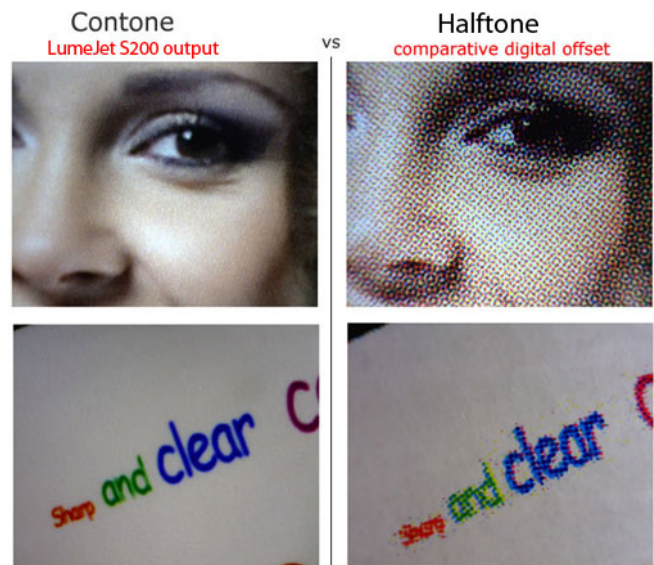 Contone
LumeJet S200 output
vs
Halftone
comparative digital offset
Sharp and clear
Sharp and clear